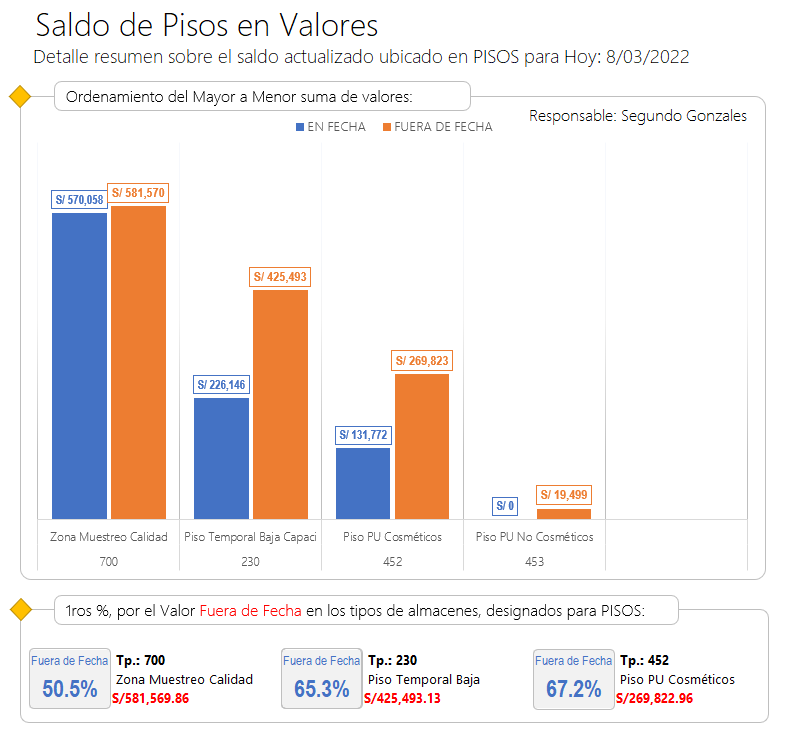 Saldo de Pisos en Valores
Detalle resumen sobre el saldo actualizado ubicado en PISOS para Hoy: 8/03/2022
Ordenamiento del Mayor a Menor suma de valores:
Responsable: Segundo Gonzales
EN FECHA FUERA DE FECHA
S/ 570,058 S/ 581,570
S/ 226,146 S/ 425,493
S/ 131,772 S/ 269,823
S/ 0 S/ 19,499
Zona Muestreo Calidad Piso Temporal Baja Capaci Piso PU Cosméticos Piso PU No Cosméticos
700 230 452 453
1ros %, por el Valor Fuera de Fecha en los tipos de almacenes, designados para PISOS:
Fuera de Fecha
50.5%
Tp.: 700
Zona Muestreo Calidad
S/581,569.86
Fuera de Fecha
65.3%
Tp.: 230
Piso Temporal Baja
S/425,493.13
Fuera de Fecha
67.2%
Tp.: 452
Piso PU Cosméticos
S/269,822.96